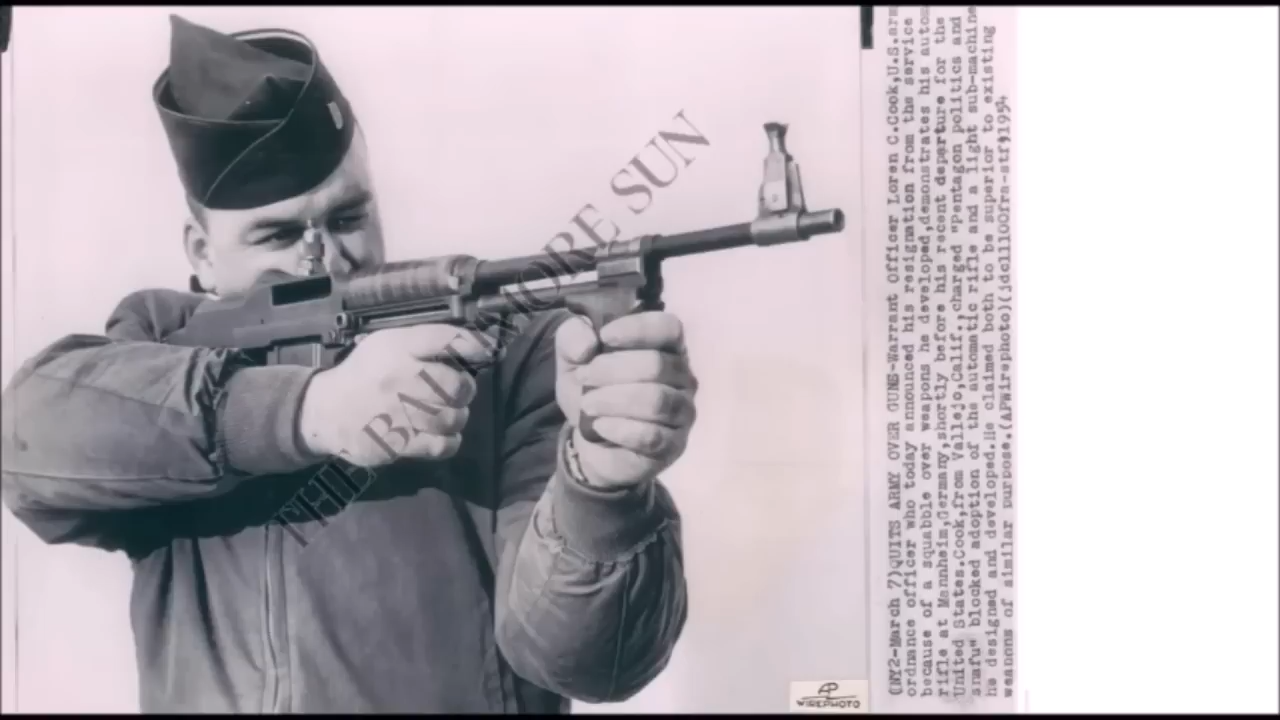 THE BALTIMORE SUN
AP
WIREPHOTO
(NY2-March 7)QUITS ARMY OVER GUNS-Warrant Officer Loren C.Cook,U.S.arm
ordnance officer who today announced his resignation from the service
because of a squabble over weapons he developed,demonstrates his autom
rifle at Mannheim,Germany,shortly before his recent departure for the
United States.Cook,from Vallejo,Calif.,charged "Pentagon politics and
snafu" blocked adoption of the automatic rifle and a light sub-machine
he designed and developed.He claimed both to be superior to existing
weapons of similar purpose.(APWirephoto)(jdc11100fra-stf)1954